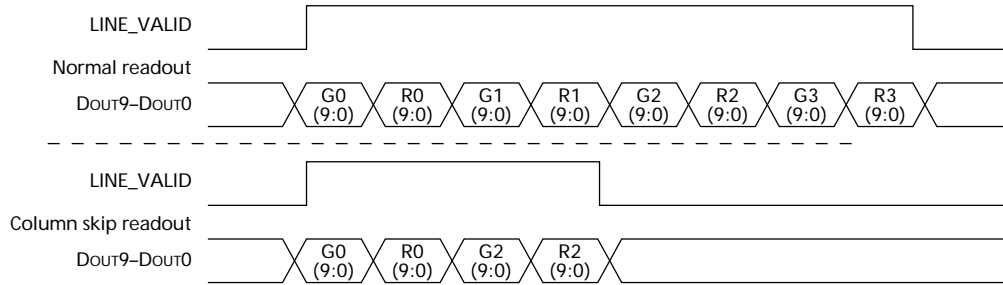 LINE_VALID
Normal readout
DOUT9–DOUT0
G0 R0 G1 R1 G2 R2 G3 R3
(9:0) (9:0) (9:0) (9:0) (9:0) (9:0) (9:0) (9:0)
LINE_VALID
Column skip readout
DOUT9–DOUT0
G0 R0 G2 R2
(9:0) (9:0) (9:0) (9:0)